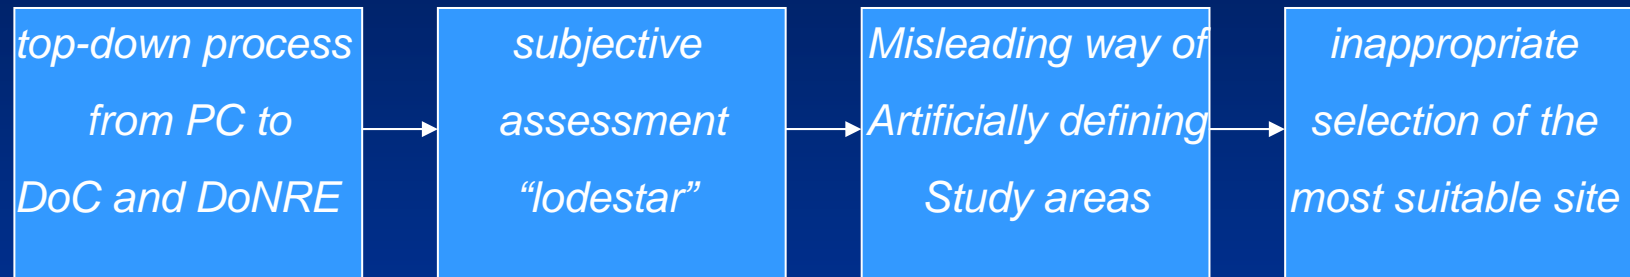 top-down process
from PC to
DoC and DoNRE
subjective
assessment
“lodestar”
Misleading way of
Artificially defining
Study areas
inappropriate
selection of the
most suitable site